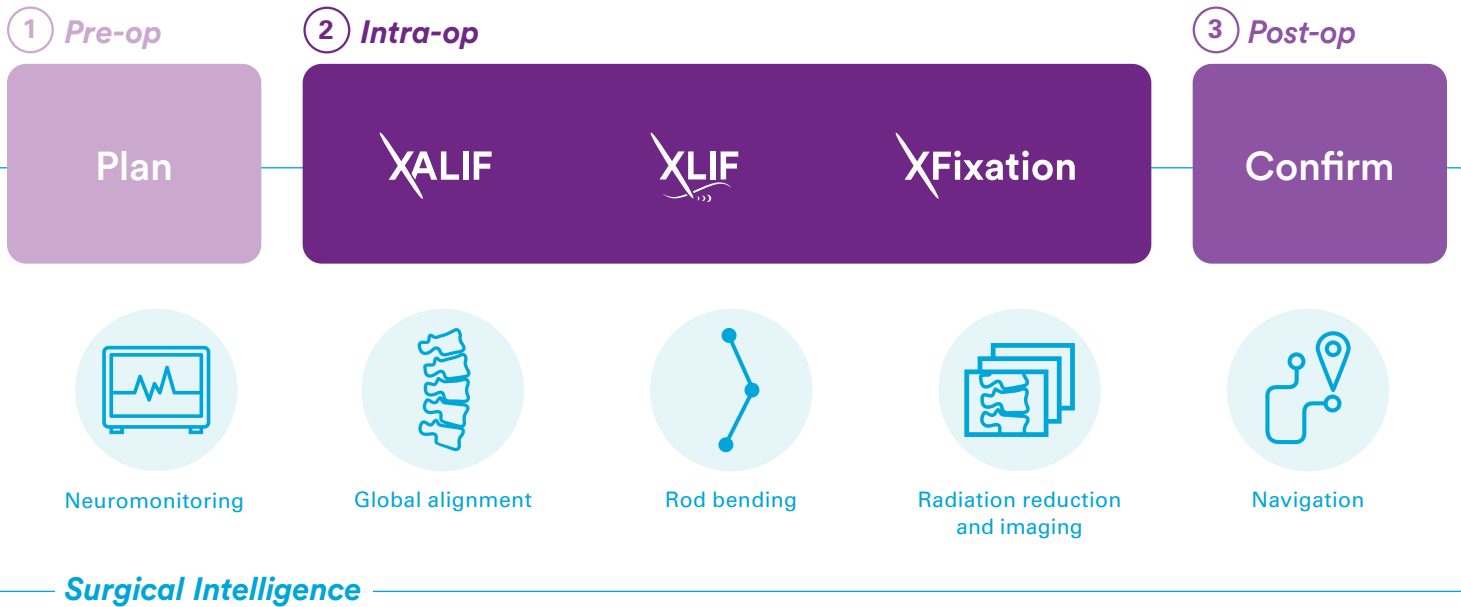 1 Pre-op
2 Intra-op
3 Post-op
Plan
XALIF
XLIF
XFixation
Confirm
Neuromonitoring
Global alignment
Rod bending
Radiation reduction
and imaging
Navigation
Surgical Intelligence